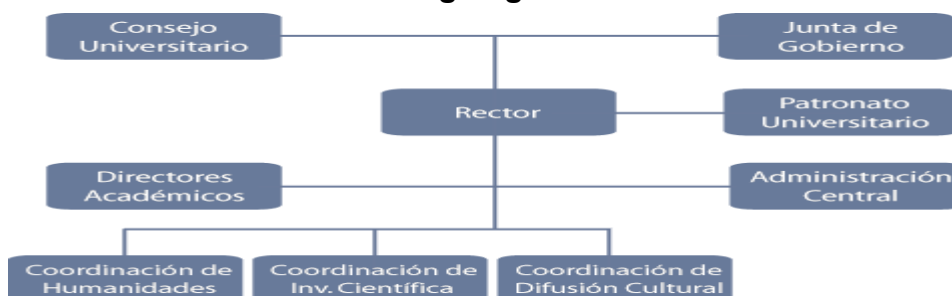 Consejo
Universitario
Junta de
Gobierno
Rector
Patronato
Universitario
Directores
Académicos
Administración
Central
Coordinación de
Humanidades
Coordinación de
Inv. Científica
Coordinación de
Difusión Cultural